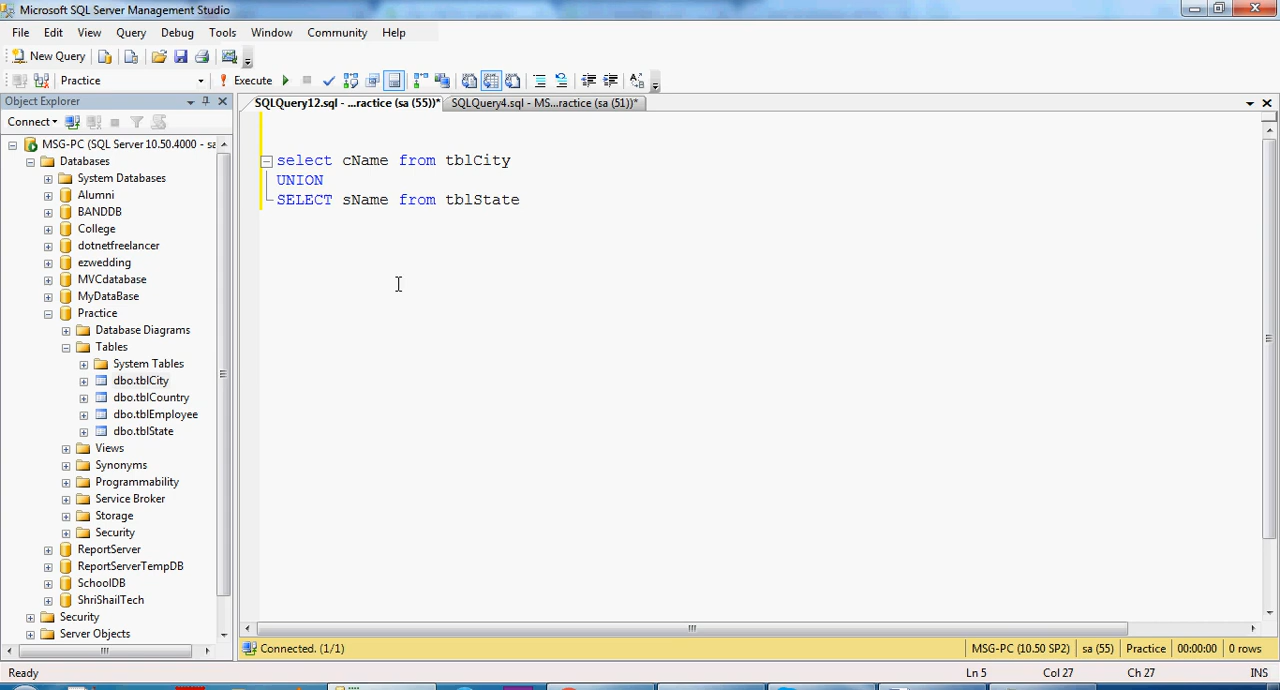 Microsoft SQL Server Management Studio
File Edit View Query Debug Tools Window Community Help
New Query
Practice Execute
Object Explorer
SQLQuery12.sql - ...ractice (sa (55))* SQLQuery4.sql - MS...ractice (sa (51))*
Connect
MSG-PC (SQL Server 10.50.4000 - sa
Databases
System Databases
Alumni
BANDDB
College
dotnetfreelancer
ezwedding
MVCdatabase
MyDataBase
Practice
Database Diagrams
Tables
System Tables
dbo.tblCity
dbo.tblCountry
dbo.tblEmployee
dbo.tblState
Views
Synonyms
Programmability
Service Broker
Storage
Security
ReportServer
ReportServerTempDB
SchoolDB
ShriShailTech
Security
Server Objects
select cName from tblCity
UNION
SELECT sName from tblState
Connected. (1/1) MSG-PC (10.50 SP2) sa (55) Practice 00:00:00 0 rows
Ready Ln 5 Col 27 Ch 27 INS